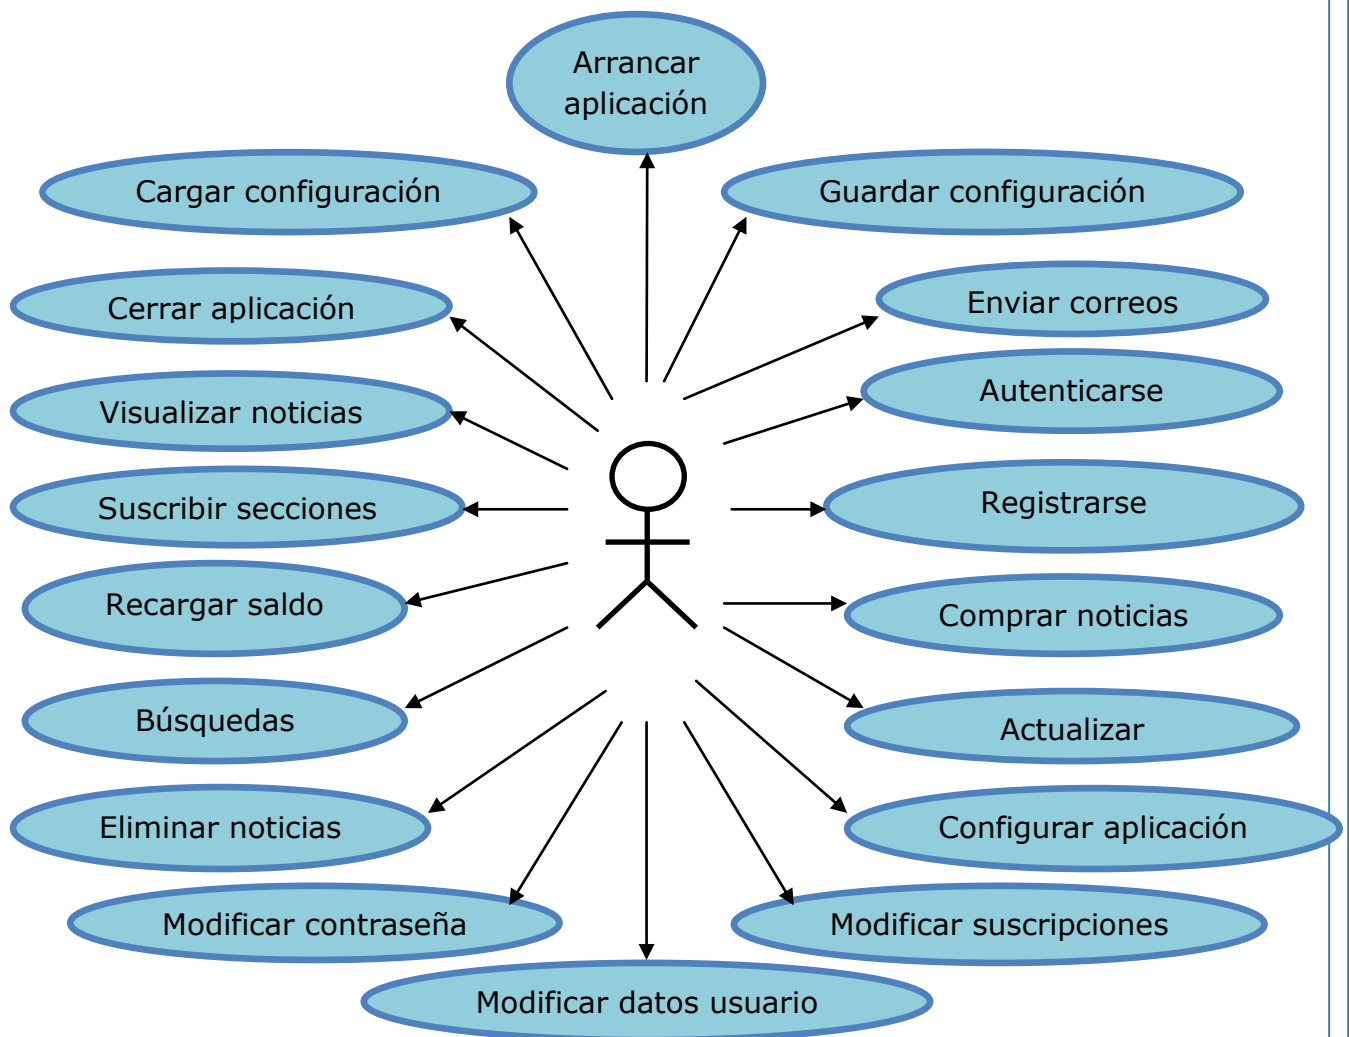 Arrancar
aplicación
Cargar configuración
Guardar configuración
Cerrar aplicación
Enviar correos
Visualizar noticias
Autenticarse
Suscribir secciones
Registrarse
Recargar saldo
Comprar noticias
Búsquedas
Actualizar
Eliminar noticias
Configurar aplicación
Modificar contraseña
Modificar suscripciones
Modificar datos usuario